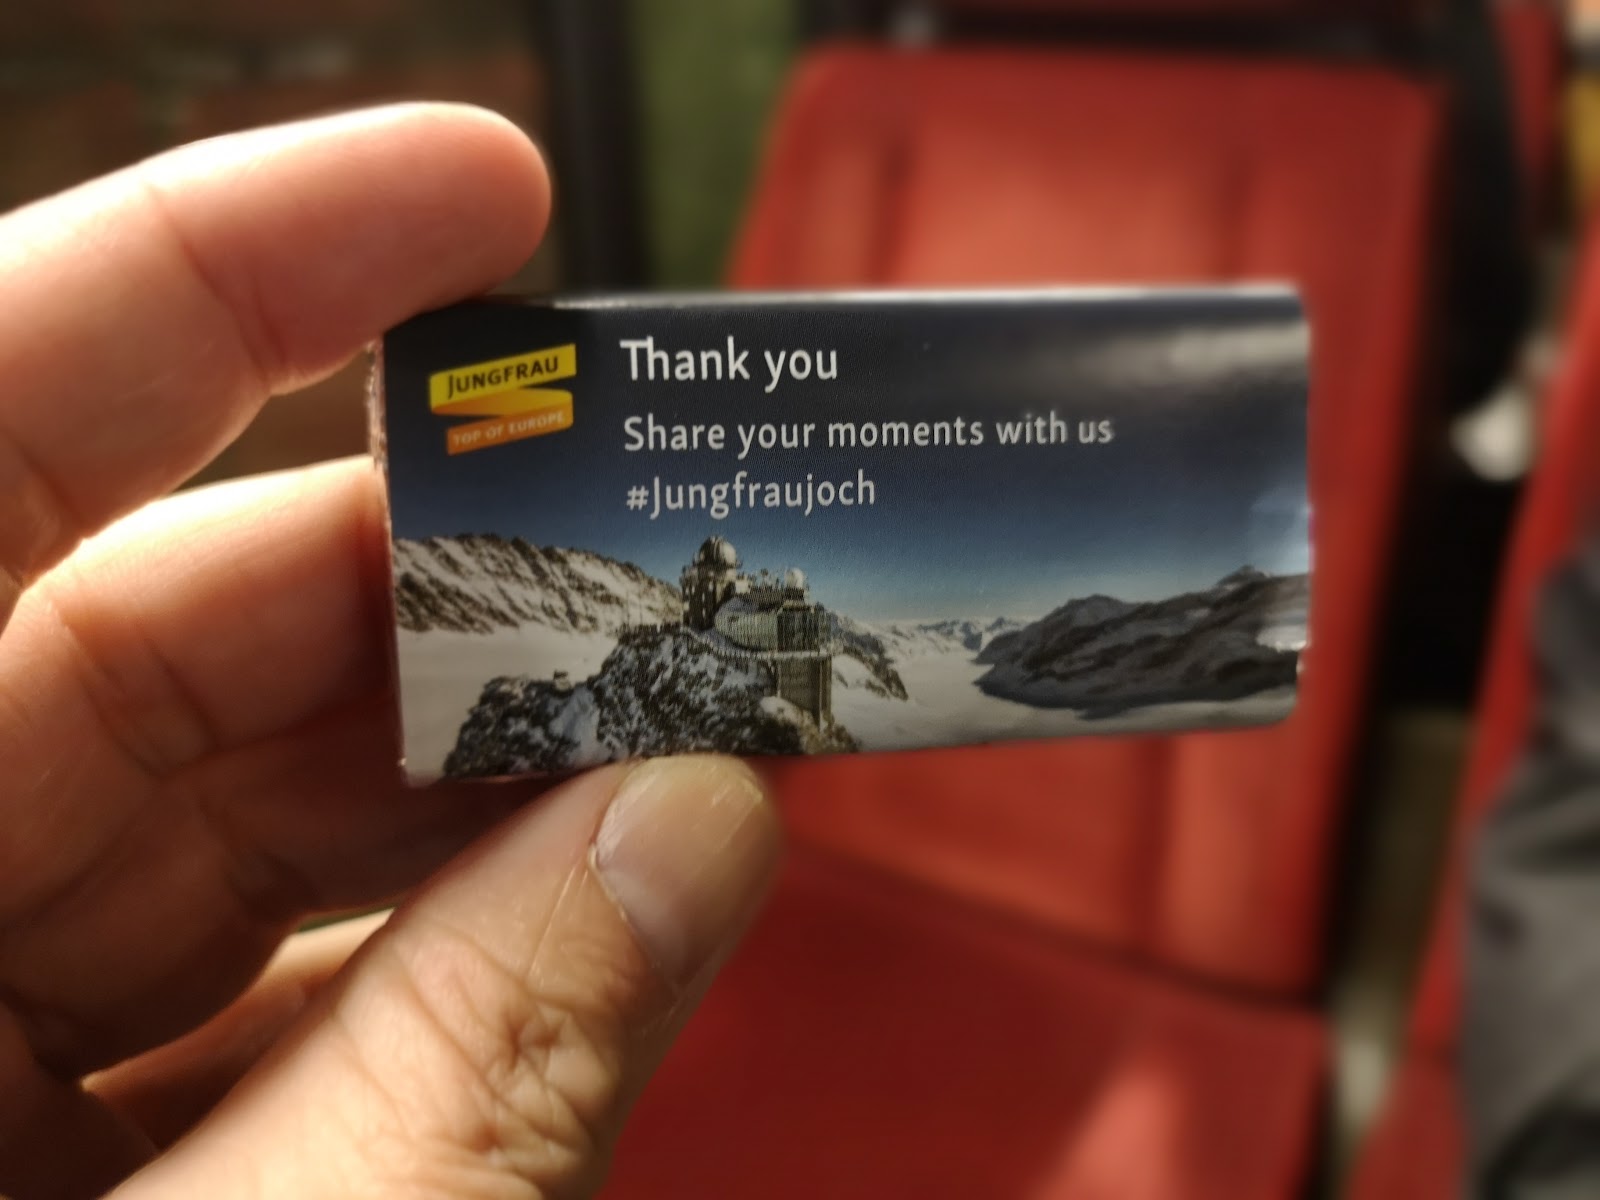 JUNGFRAU
TOP OF EUROPE
Thank you
Share your moments with us
#Jungfraujoch